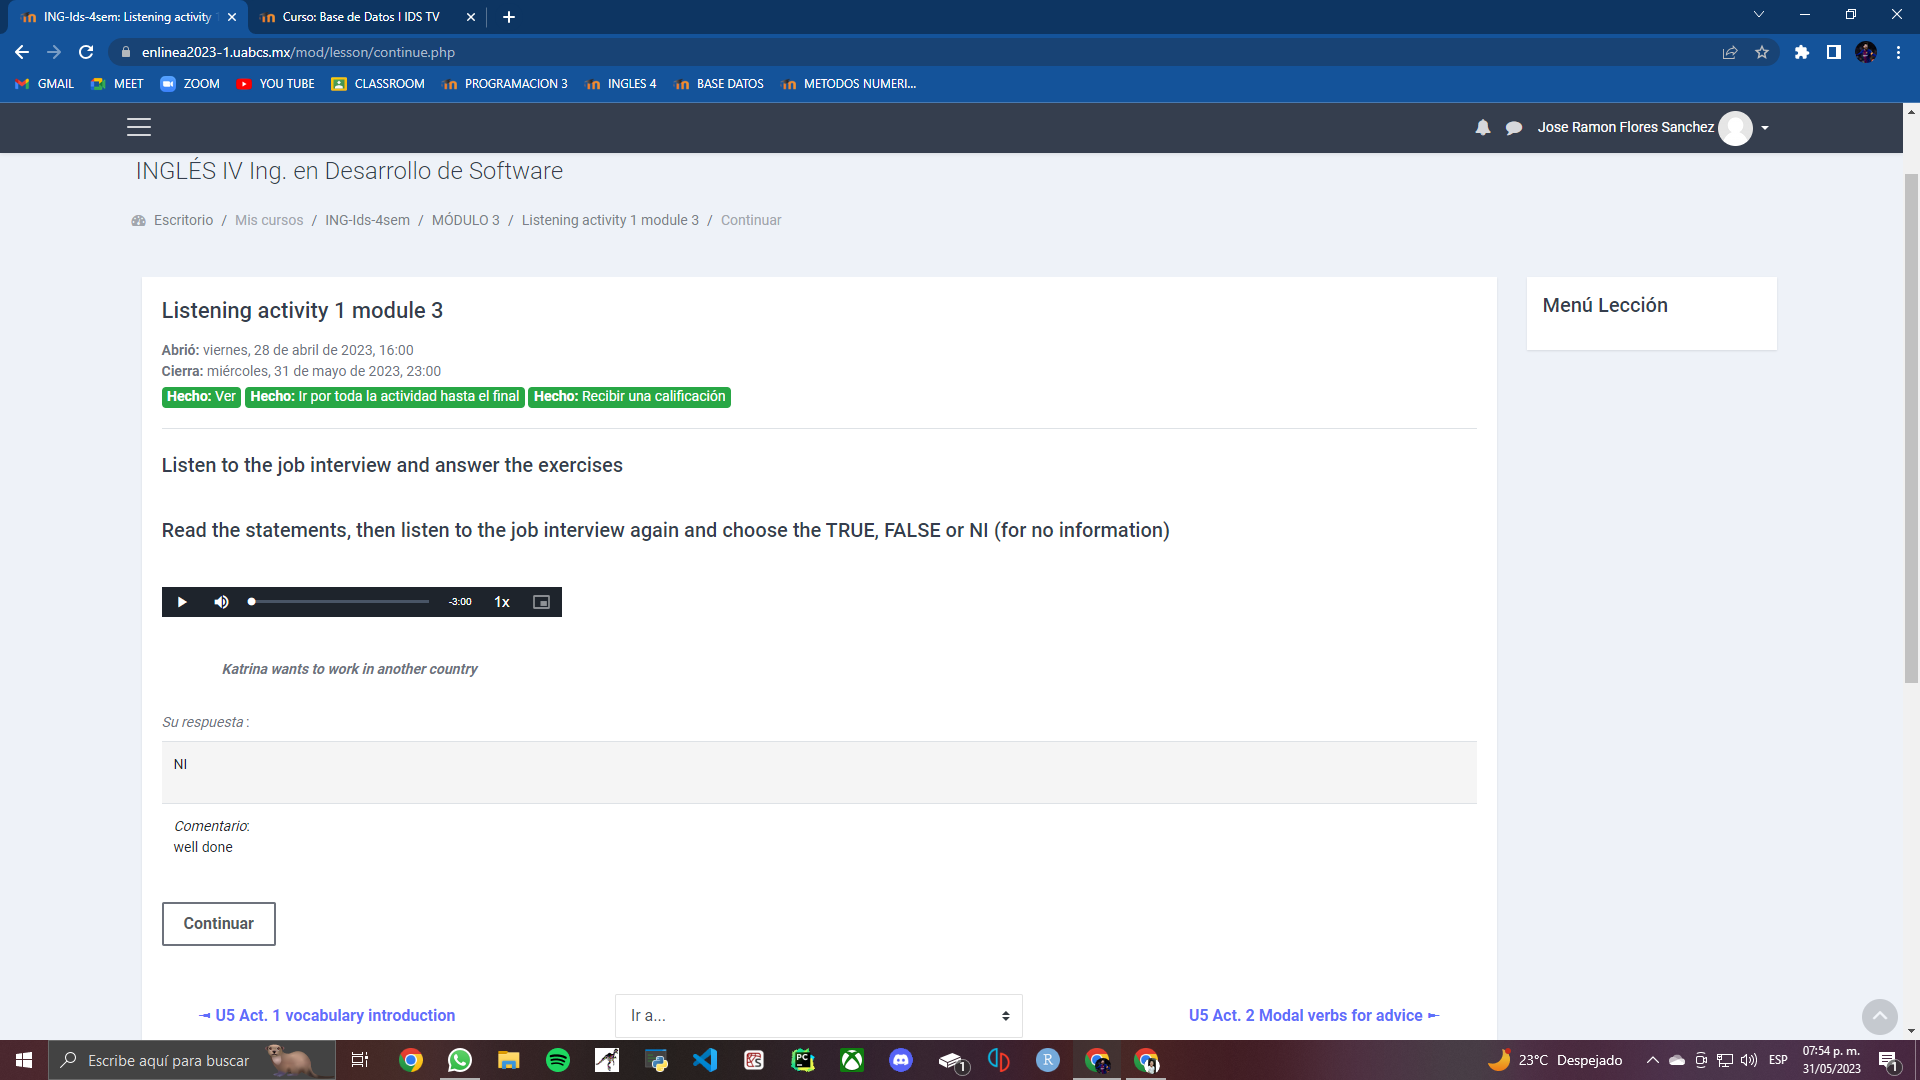 ING-Ids-4sem: Listening activity
Curso: Base de Datos I IDS TV
enlinea2023-1.uabcs.mx/mod/lesson/continue.php
GMAIL
MEET
ZOOM
YOU TUBE
CLASSROOM
PROGRAMACION 3
INGLES 4
BASE DATOS
METODOS NUMERI...
Jose Ramon Flores Sanchez
INGLÉS IV Ing. en Desarrollo de Software
Escritorio / Mis cursos / ING-Ids-4sem / MÓDULO 3 / Listening activity 1 module 3 / Continuar
Listening activity 1 module 3
Abrió: viernes, 28 de abril de 2023, 16:00
Cierra: miércoles, 31 de mayo de 2023, 23:00
Hecho: Ver Hecho: Ir por toda la actividad hasta el final Hecho: Recibir una calificación
Menú Lección
Listen to the job interview and answer the exercises
Read the statements, then listen to the job interview again and choose the TRUE, FALSE or NI (for no information)
-3:00 1x
Katrina wants to work in another country
Su respuesta :
NI
Comentario:
well done
Continuar
U5 Act. 1 vocabulary introduction
Ir a...
U5 Act. 2 Modal verbs for advice
Escribe aquí para buscar
PC
1
R
23°C Despejado
ESP
07:54 p. m.
31/05/2023
1